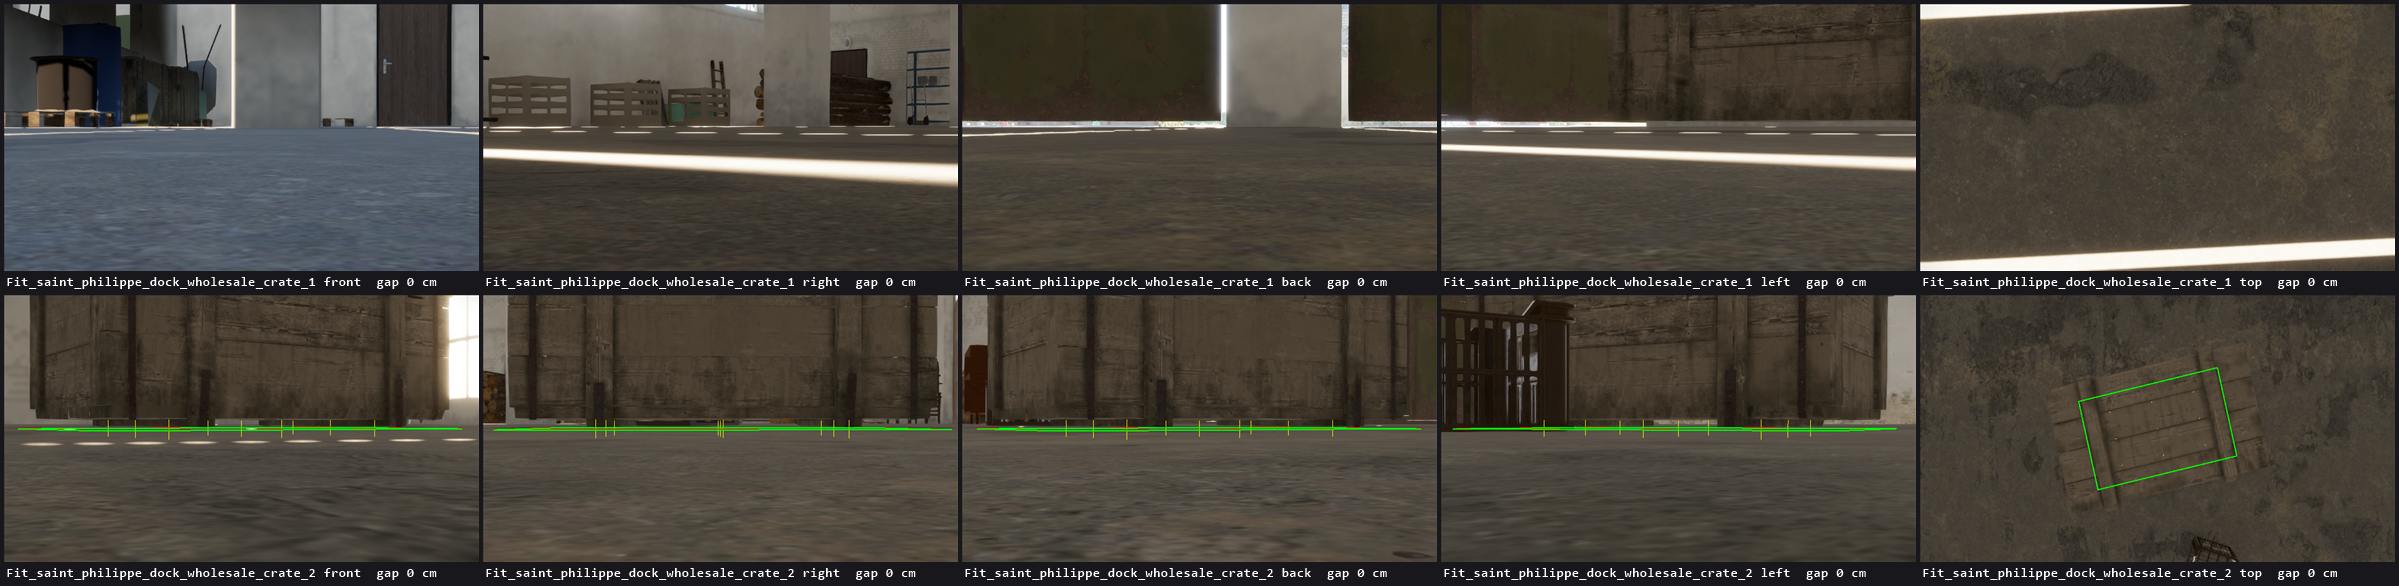 Fit_saint_philippe_dock_wholesale_crate_1 front  gap 0 cm
Fit_saint_philippe_dock_wholesale_crate_1 right  gap 0 cm
Fit_saint_philippe_dock_wholesale_crate_1 back  gap 0 cm
Fit_saint_philippe_dock_wholesale_crate_1 left  gap 0 cm
Fit_saint_philippe_dock_wholesale_crate_1 top  gap 0 cm
Fit_saint_philippe_dock_wholesale_crate_2 front  gap 0 cm
Fit_saint_philippe_dock_wholesale_crate_2 right  gap 0 cm
Fit_saint_philippe_dock_wholesale_crate_2 back  gap 0 cm
Fit_saint_philippe_dock_wholesale_crate_2 left  gap 0 cm
Fit_saint_philippe_dock_wholesale_crate_2 top  gap 0 cm